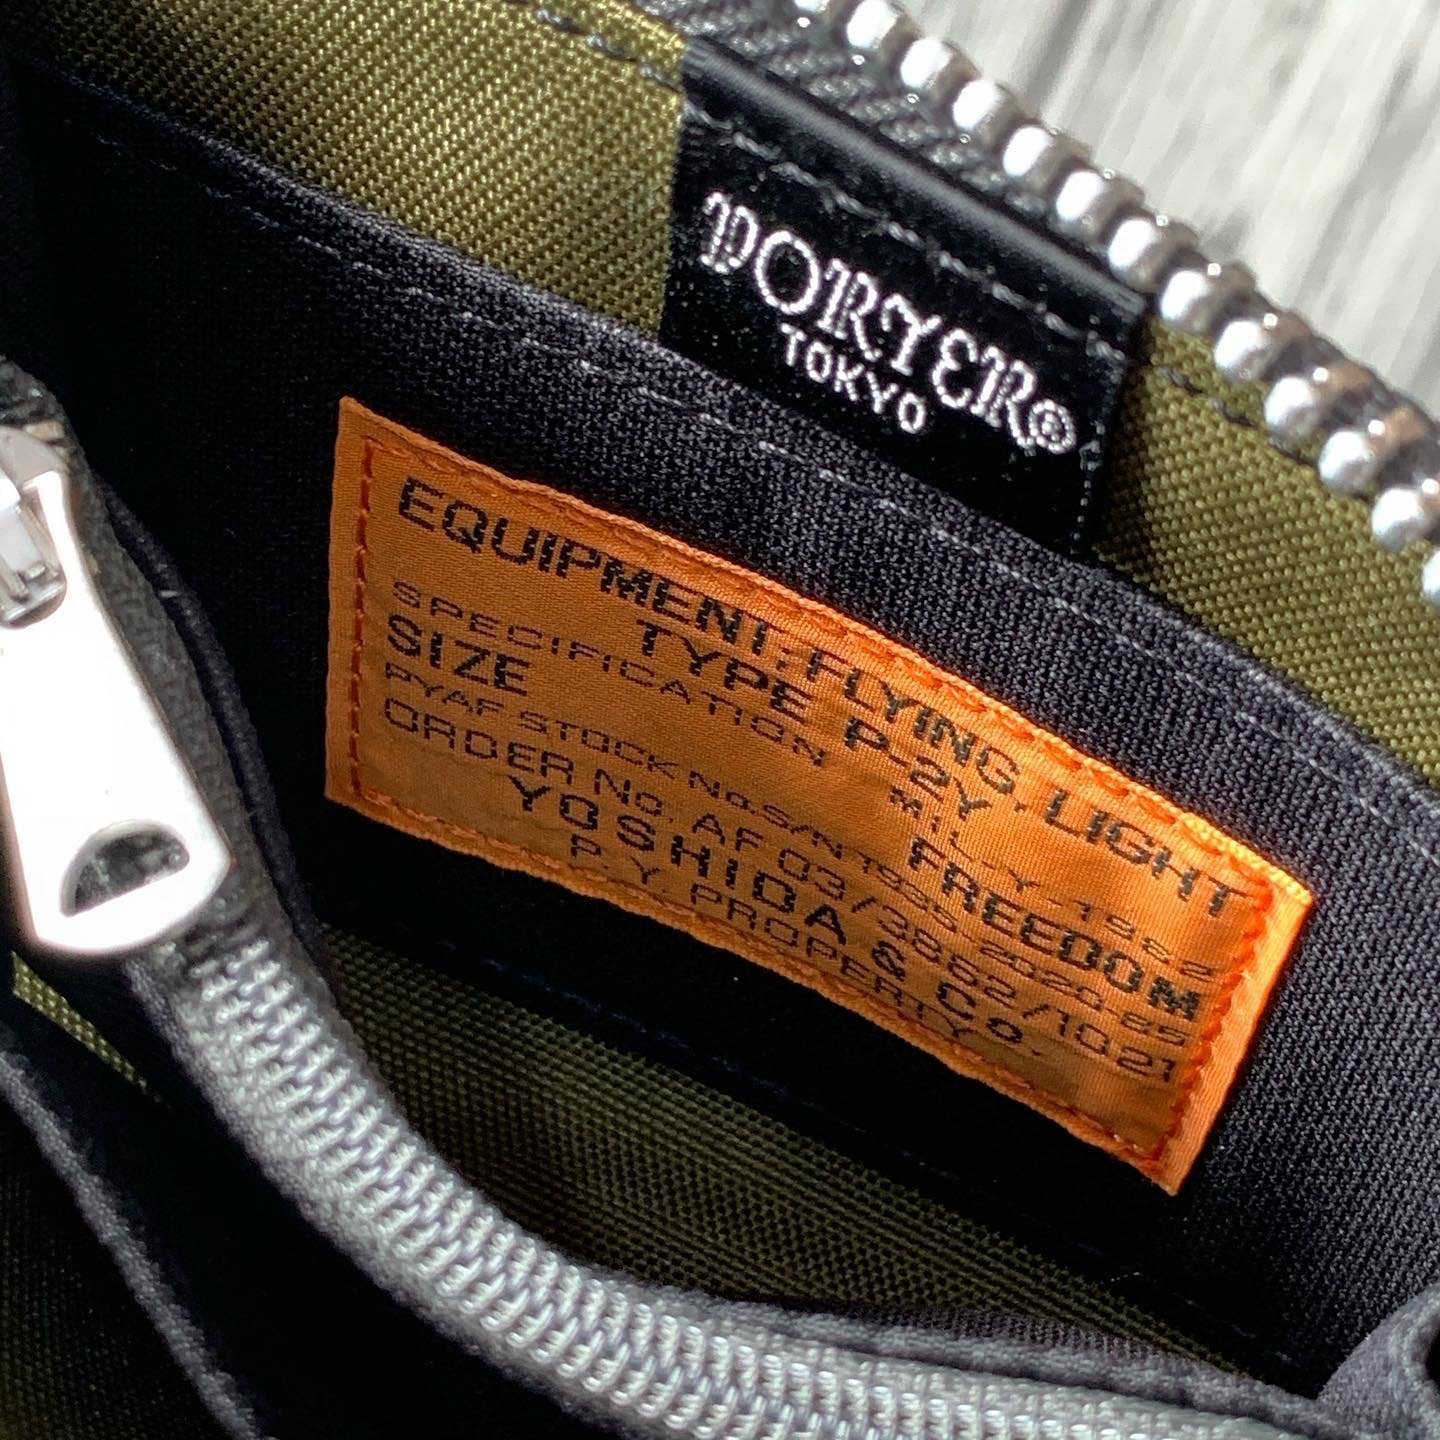 PORTER®
TOKYO
EQUIPMENT: FLYING, LIGHT
TYPE P-2Y
SPECIFICATION MIL-Y-1962
SIZE FREEDOM
PYAF STOCK No. S/N 1935-2020-85
ORDER No. AF 03/3862/1021
YOSHIDA & Co.
P.Y. PROPERTY.